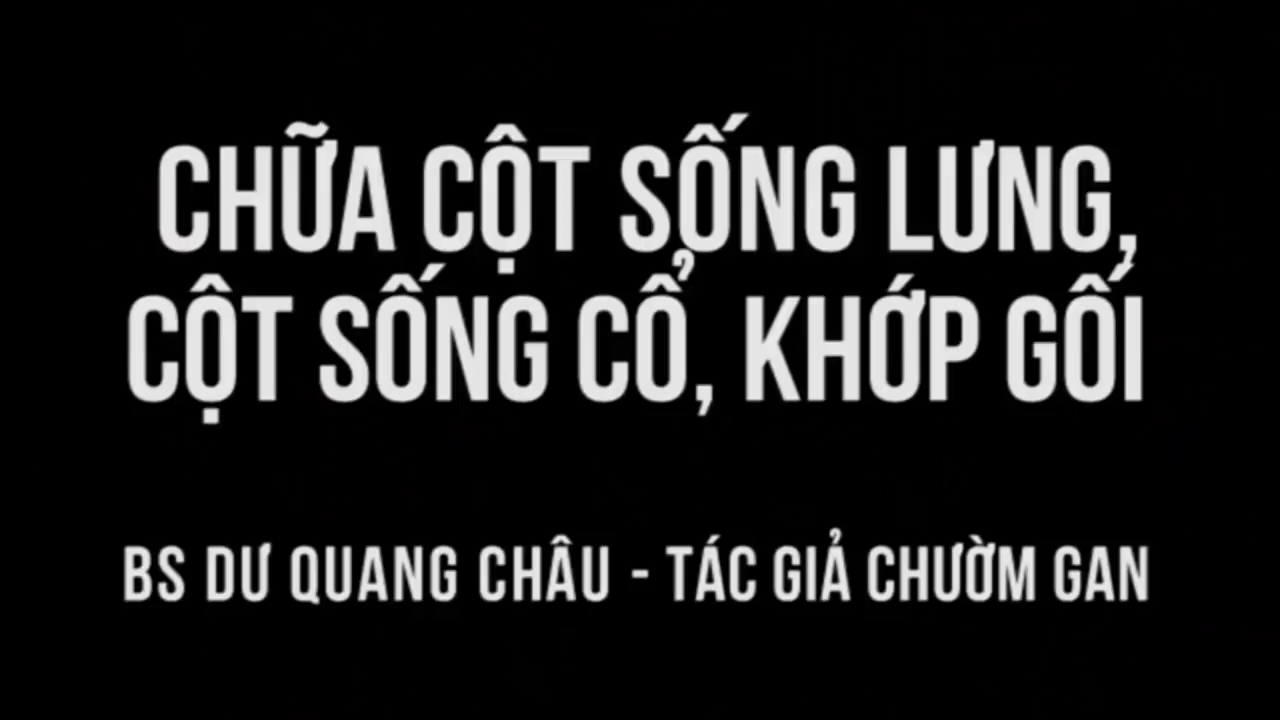 CHỮA CỘT SỐNG LƯNG,
CỘT SỐNG CỔ, KHỚP GỐI
BS DƯ QUANG CHÂU - TÁC GIẢ CHƯỜM GAN